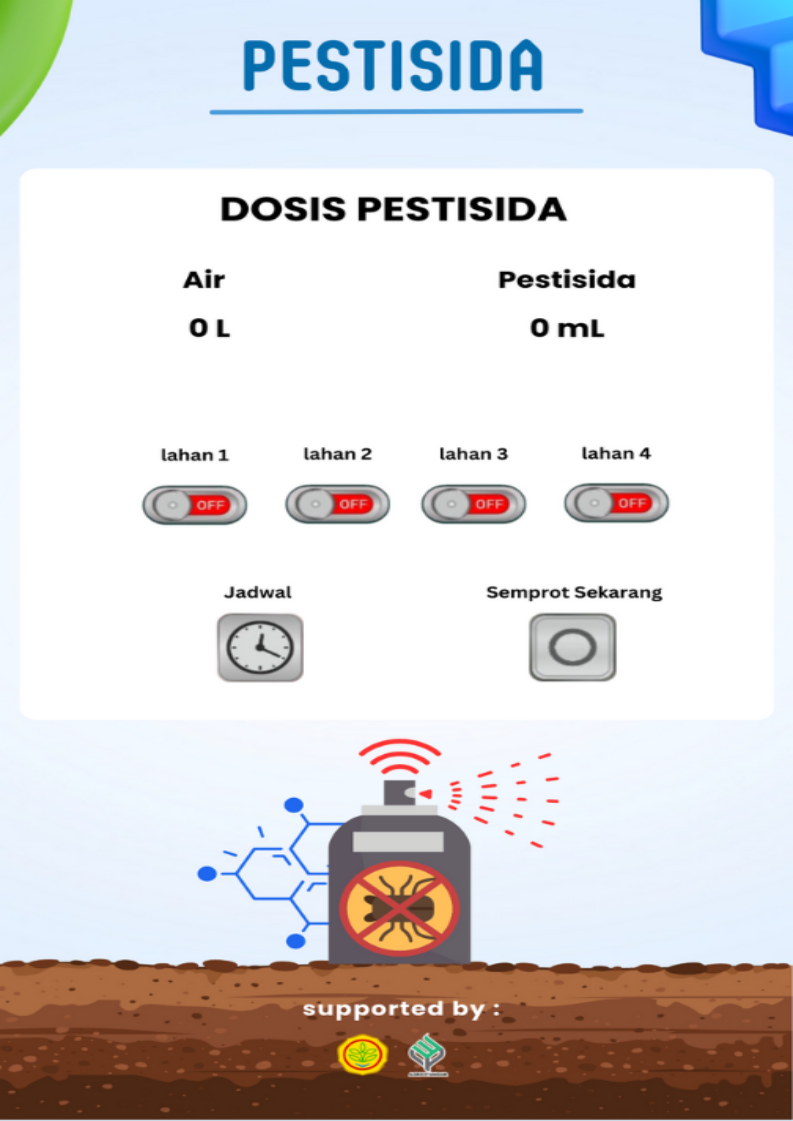 PESTISIDA
DOSIS PESTISIDA
Air Pestisida
0 L 0 mL
lahan 1 lahan 2 lahan 3 lahan 4
OFF OFF OFF OFF
Jadwal Semprot Sekarang
supported by :